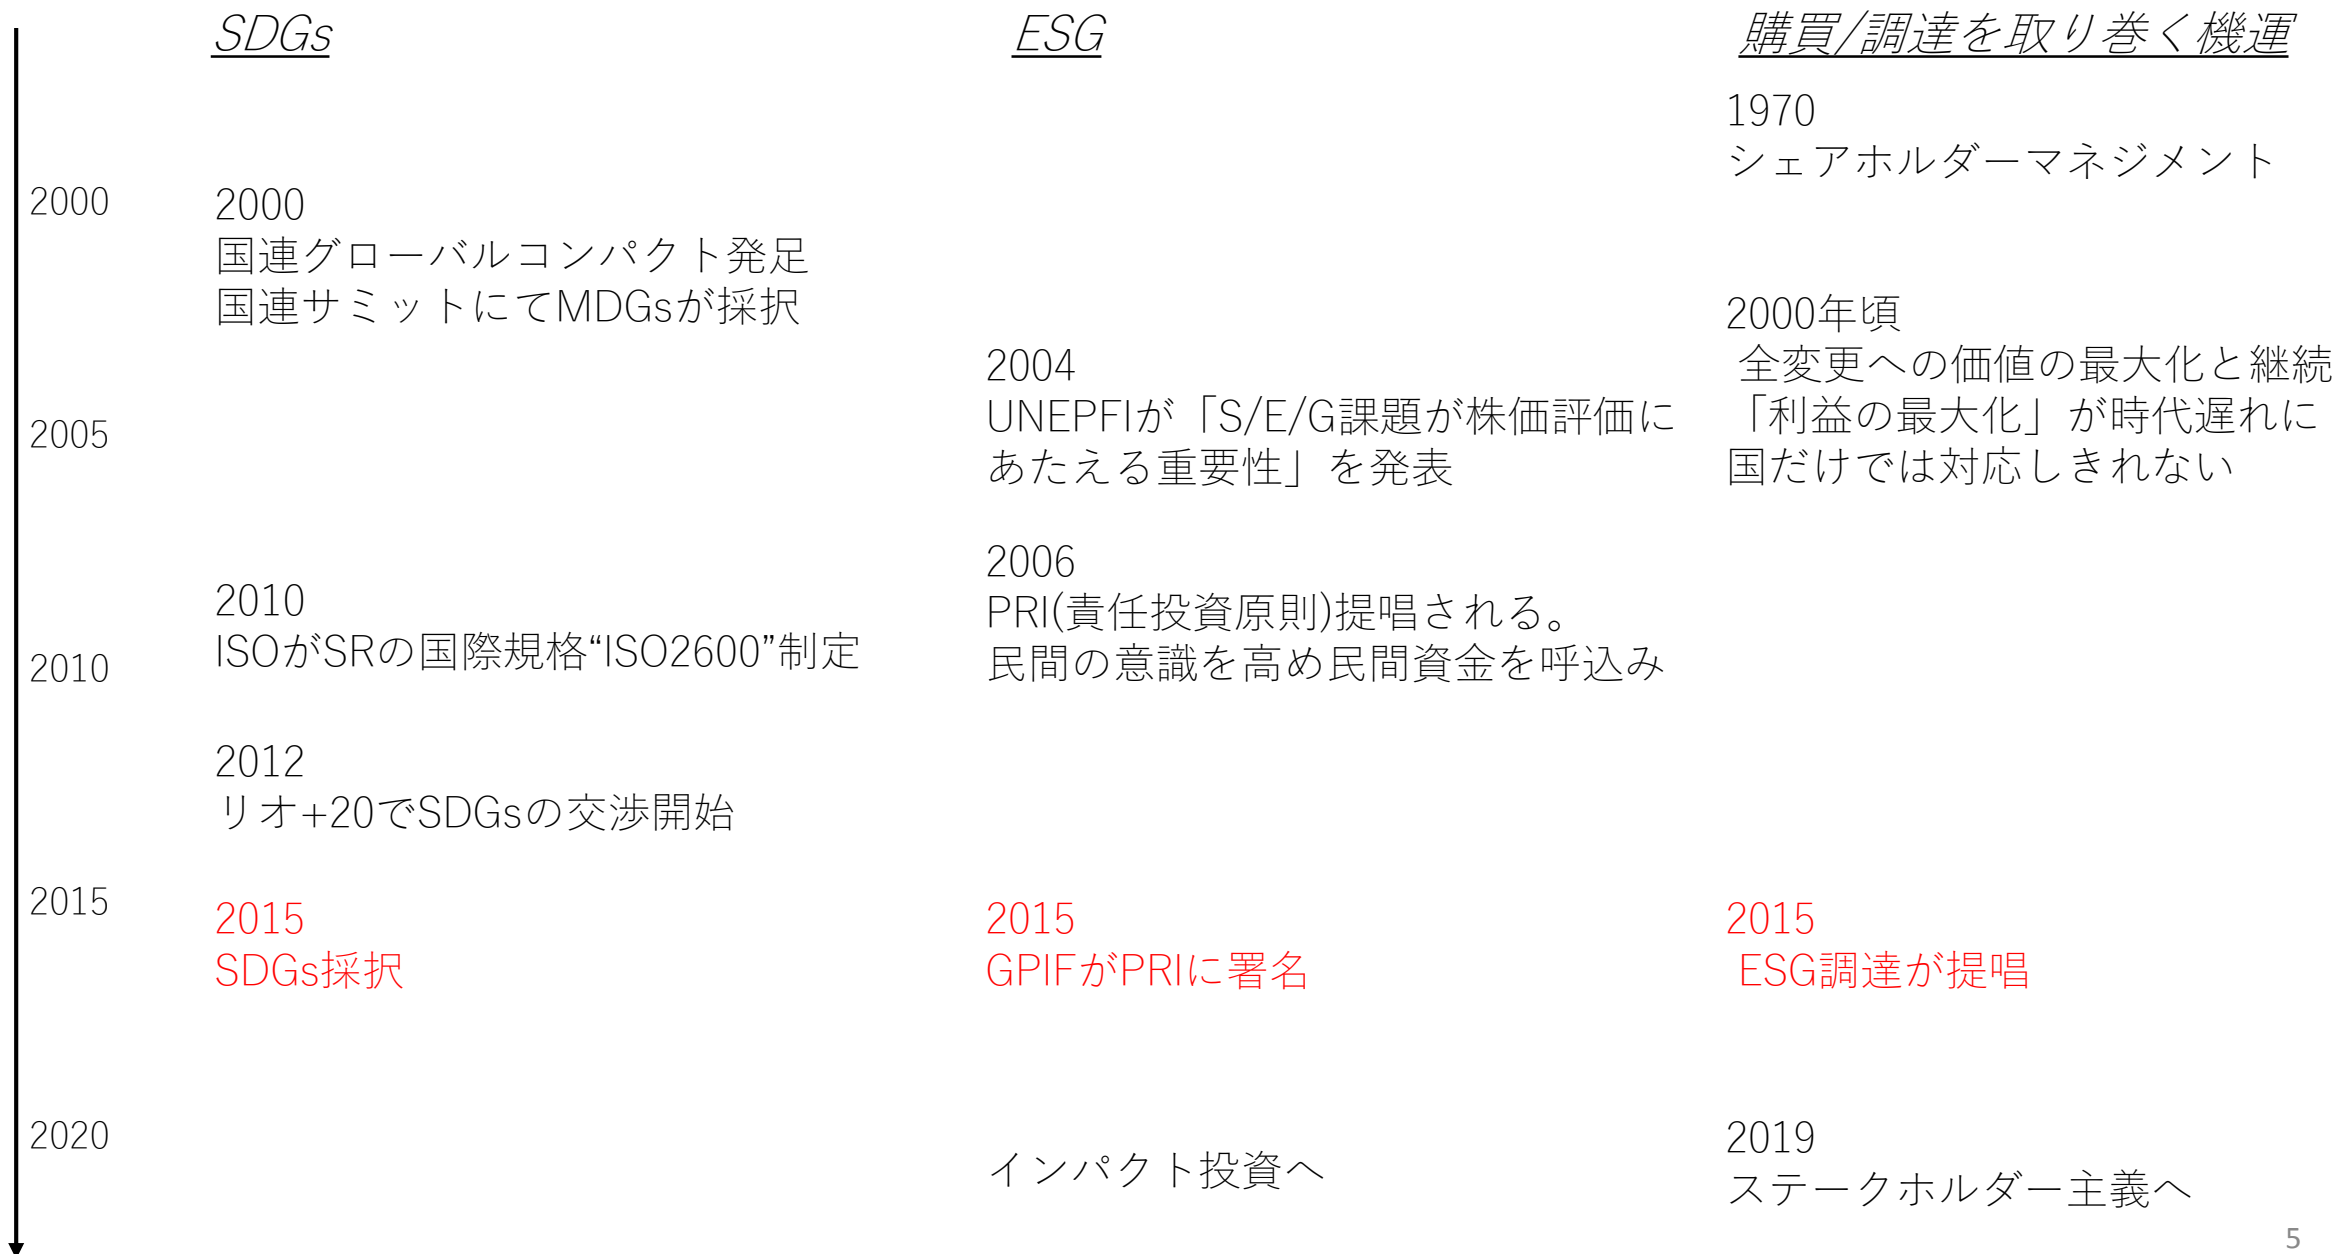 SDGs
ESG
購買/調達を取り巻く機運
1970
シェアホルダーマネジメント
2000
2000
国連グローバルコンパクト発足
国連サミットにてMDGsが採択
2000年頃
全変更への価値の最大化と継続
「利益の最大化」が時代遅れに
国だけでは対応しきれない
2004
UNEPFIが「S/E/G課題が株価評価に
あたえる重要性」を発表
2005
2006
PRI(責任投資原則)提唱される。
民間の意識を高め民間資金を呼込み
2010
ISOがSRの国際規格“ISO2600”制定
2010
2012
リオ+20でSDGsの交渉開始
2015
2015
SDGs採択
2015
GPIFがPRIに署名
2015
ESG調達が提唱
2020
インパクト投資へ
2019
ステークホルダー主義へ
5